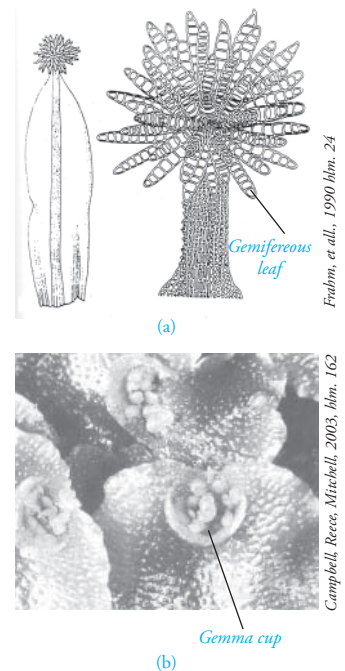 Gemifereous
leaf
Frahm, et all., 1990 hlm. 24
(a)
Campbell, Reece, Mitchell, 2003, hlm. 162
Gemma cup
(b)